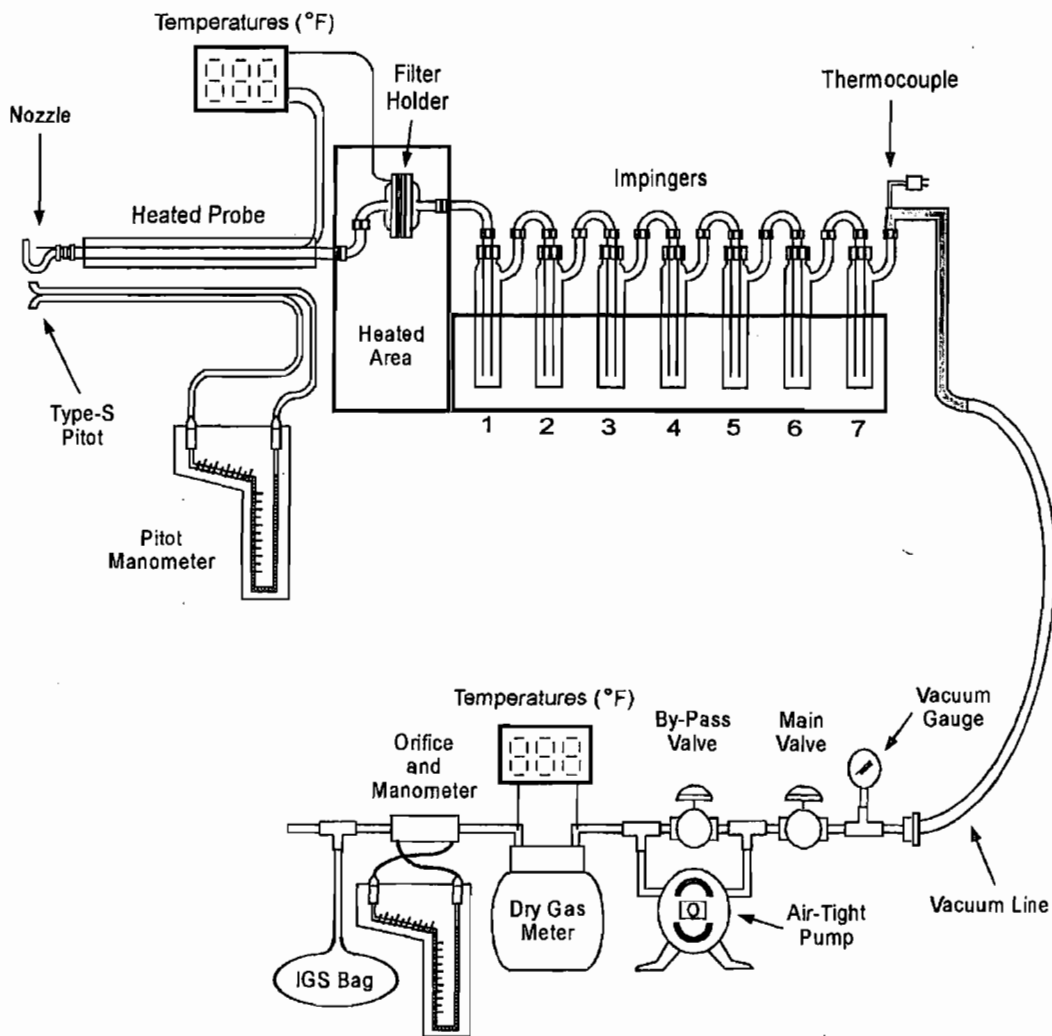 Temperatures (°F)
Filter
Holder
Thermocouple
Nozzle
Impingers
Heated Probe
Heated
Area
Type-S
Pitot
1 2 3 4 5 6 7
Pitot
Manometer
Temperatures (°F)
Vacuum
Gauge
By-Pass
Valve
Main
Valve
Orifice
and
Manometer
Dry Gas
Meter
Air-Tight
Pump
Vacuum Line
IGS Bag